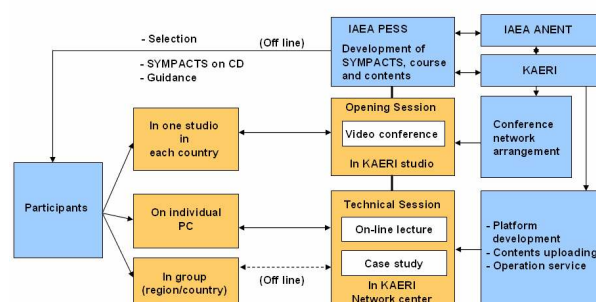 - Selection
(Off line)
- SYMPACTS on CD
- Guidance
IAEA PESS
Development of
SYMPACTS, course
and contents
IAEA ANENT
KAERI
In one studio
in
each country
Opening Session
Video conference
In KAERI studio
Conference
network
arrangement
Participants
On individual
PC
Technical Session
On-line lecture
Case study
In KAERI
Network center
- Platform
development
- Contents uploading
- Operation service
In group
(region/country)
(Off line)